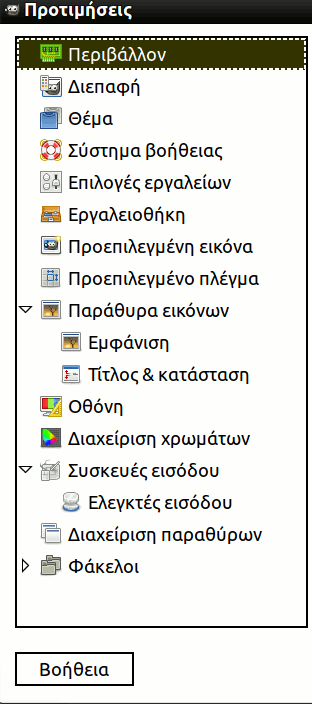 Προτιμήσεις
Περιβάλλον
Διεπαφή
Θέμα
Σύστημα βοήθειας
Επιλογές εργαλείων
Εργαλειοθήκη
Προεπιλεγμένη εικόνα
Προεπιλεγμένο πλέγμα
Παράθυρα εικόνων
Εμφάνιση
Τίτλος & κατάσταση
Οθόνη
Διαχείριση χρωμάτων
Συσκευές εισόδου
Ελεγκτές εισόδου
Διαχείριση παραθύρων
Φάκελοι
Βοήθεια